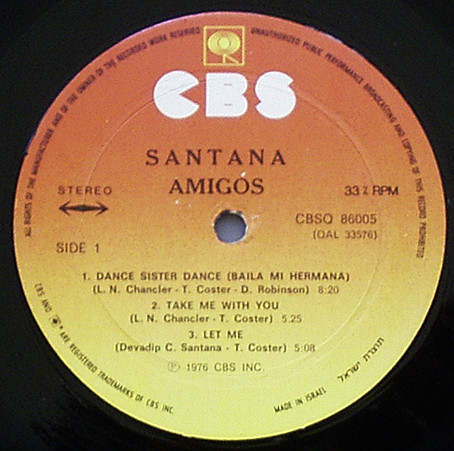 ALL RIGHTS OF THE MANUFACTURER AND OF THE OWNER OF THE RECORDED WORK RESERVED
UNAUTHORIZED PUBLIC PERFORMANCE BROADCASTING AND COPYING OF THIS RECORD PROHIBITED
CBS
SANTANA
AMIGOS
STEREO
33⅓ RPM
CBSQ 86005
(QAL 33576)
SIDE 1
1. DANCE SISTER DANCE (BAILA MI HERMANA)
(L. N. Chancler - T. Coster - D. Robinson) 8:20
2. TAKE ME WITH YOU
(L. N. Chancler - T. Coster) 5:25
3. LET ME
(Devadip C. Santana - T. Coster) 5:08
Ⓟ 1976 CBS INC.
ARE REGISTERED TRADEMARKS OF CBS INC.
MADE IN ISRAEL
תוצרת ישראל